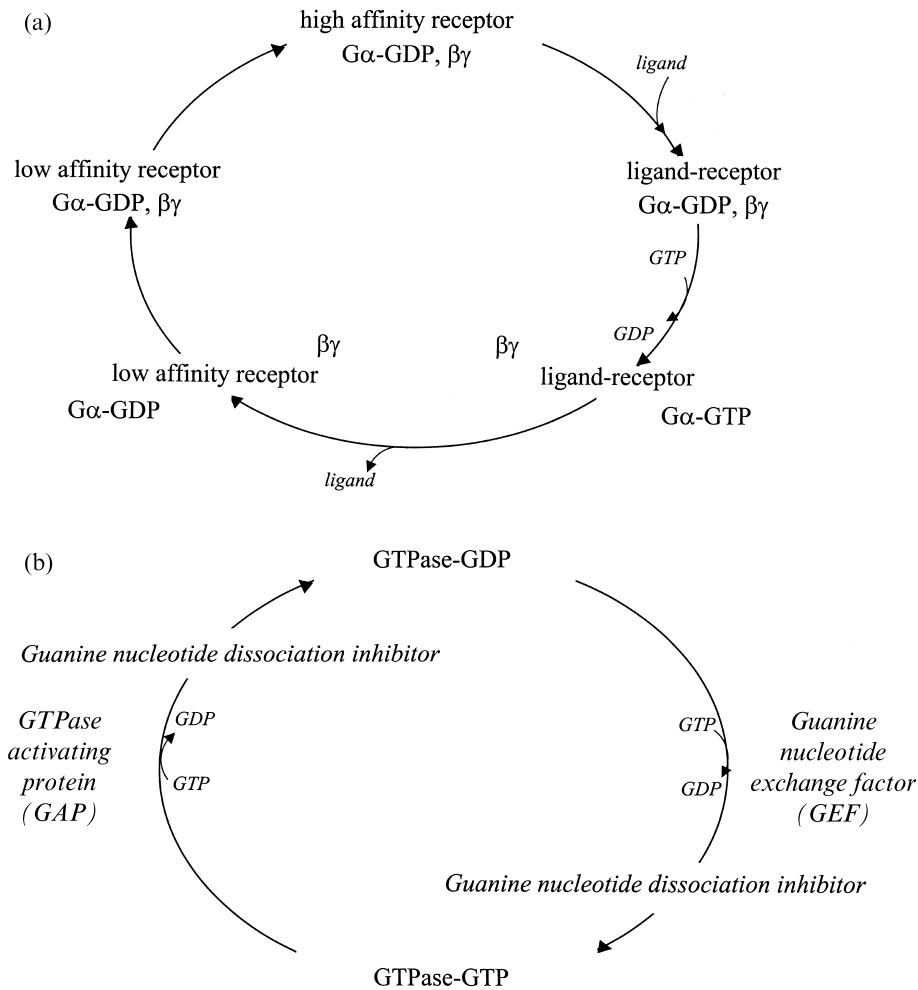 (a)
high affinity receptor
Gα-GDP, βγ
ligand
low affinity receptor
Gα-GDP, βγ
ligand-receptor
Gα-GDP, βγ
GTP
GDP
βγ
βγ
low affinity receptor
ligand-receptor
Gα-GDP
Gα-GTP
ligand
(b)
GTPase-GDP
Guanine nucleotide dissociation inhibitor
GTPase
activating
protein
(GAP)
GDP
GTP
GTP
GDP
Guanine
nucleotide
exchange factor
(GEF)
Guanine nucleotide dissociation inhibitor
GTPase-GTP